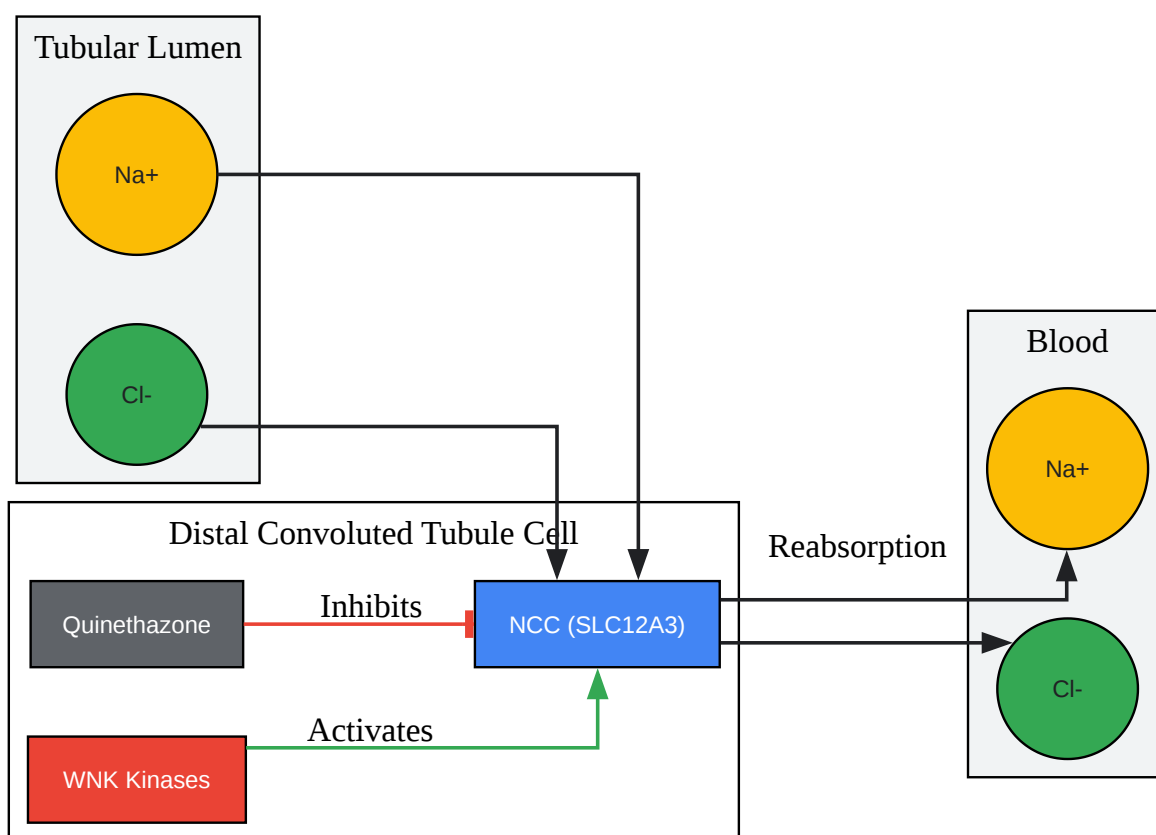 Tubular Lumen
Na+
Cl-
Distal Convoluted Tubule Cell
Quinethazone
Inhibits
NCC (SLC12A3)
WNK Kinases
Activates
Reabsorption
Blood
Na+
Cl-